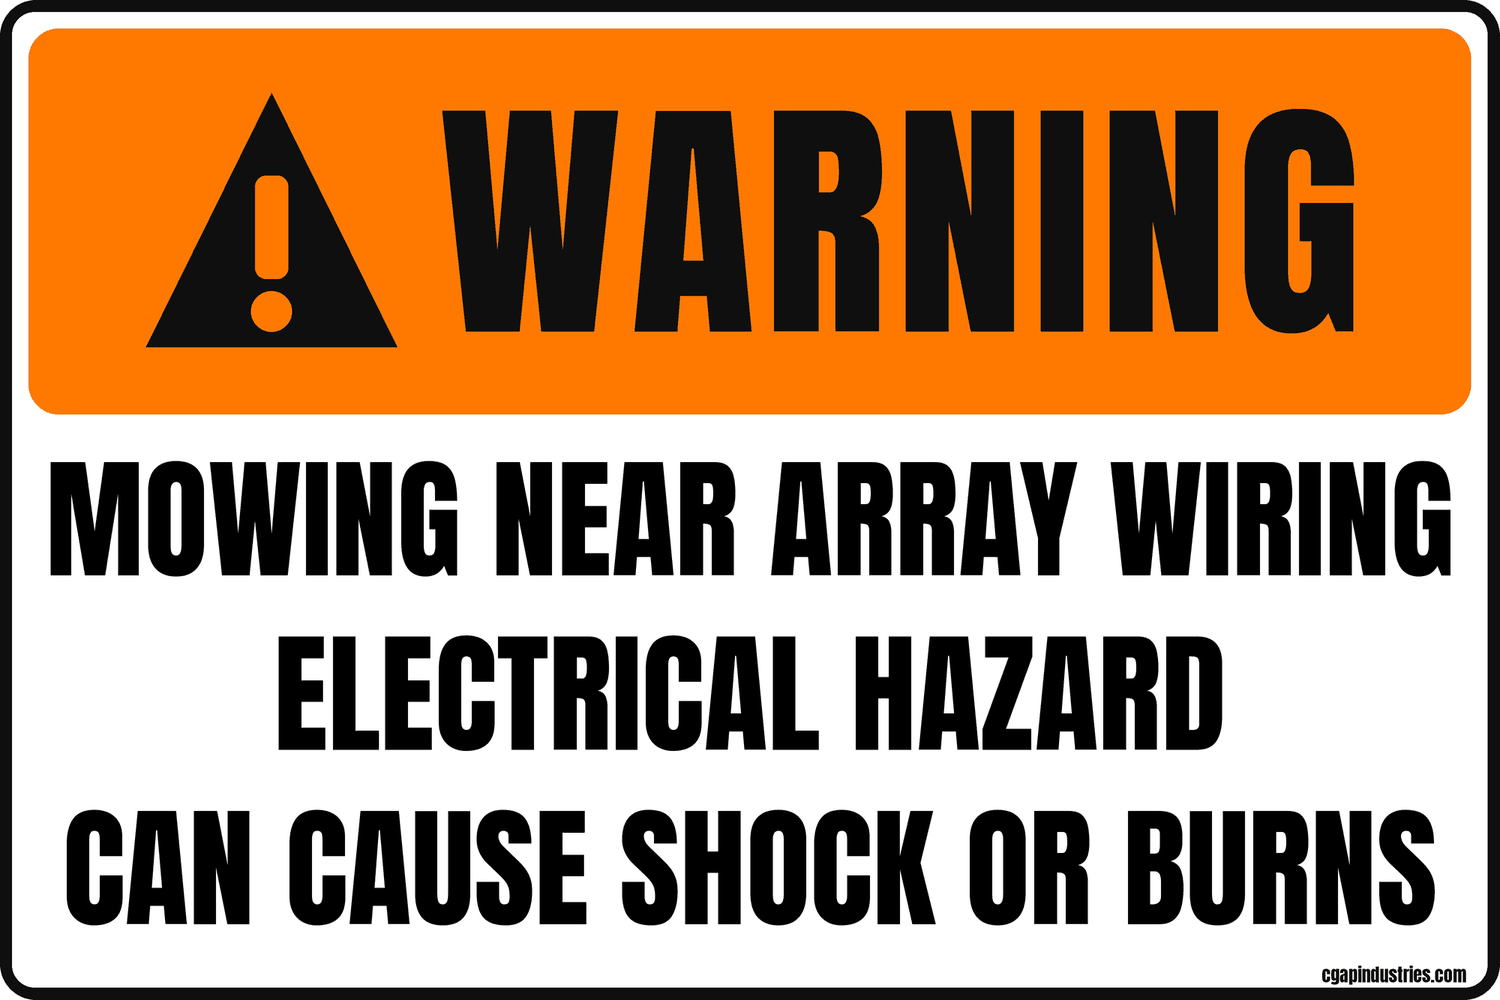 WARNING
MOWING NEAR ARRAY WIRING
ELECTRICAL HAZARD
CAN CAUSE SHOCK OR BURNS
cgapindustries.com